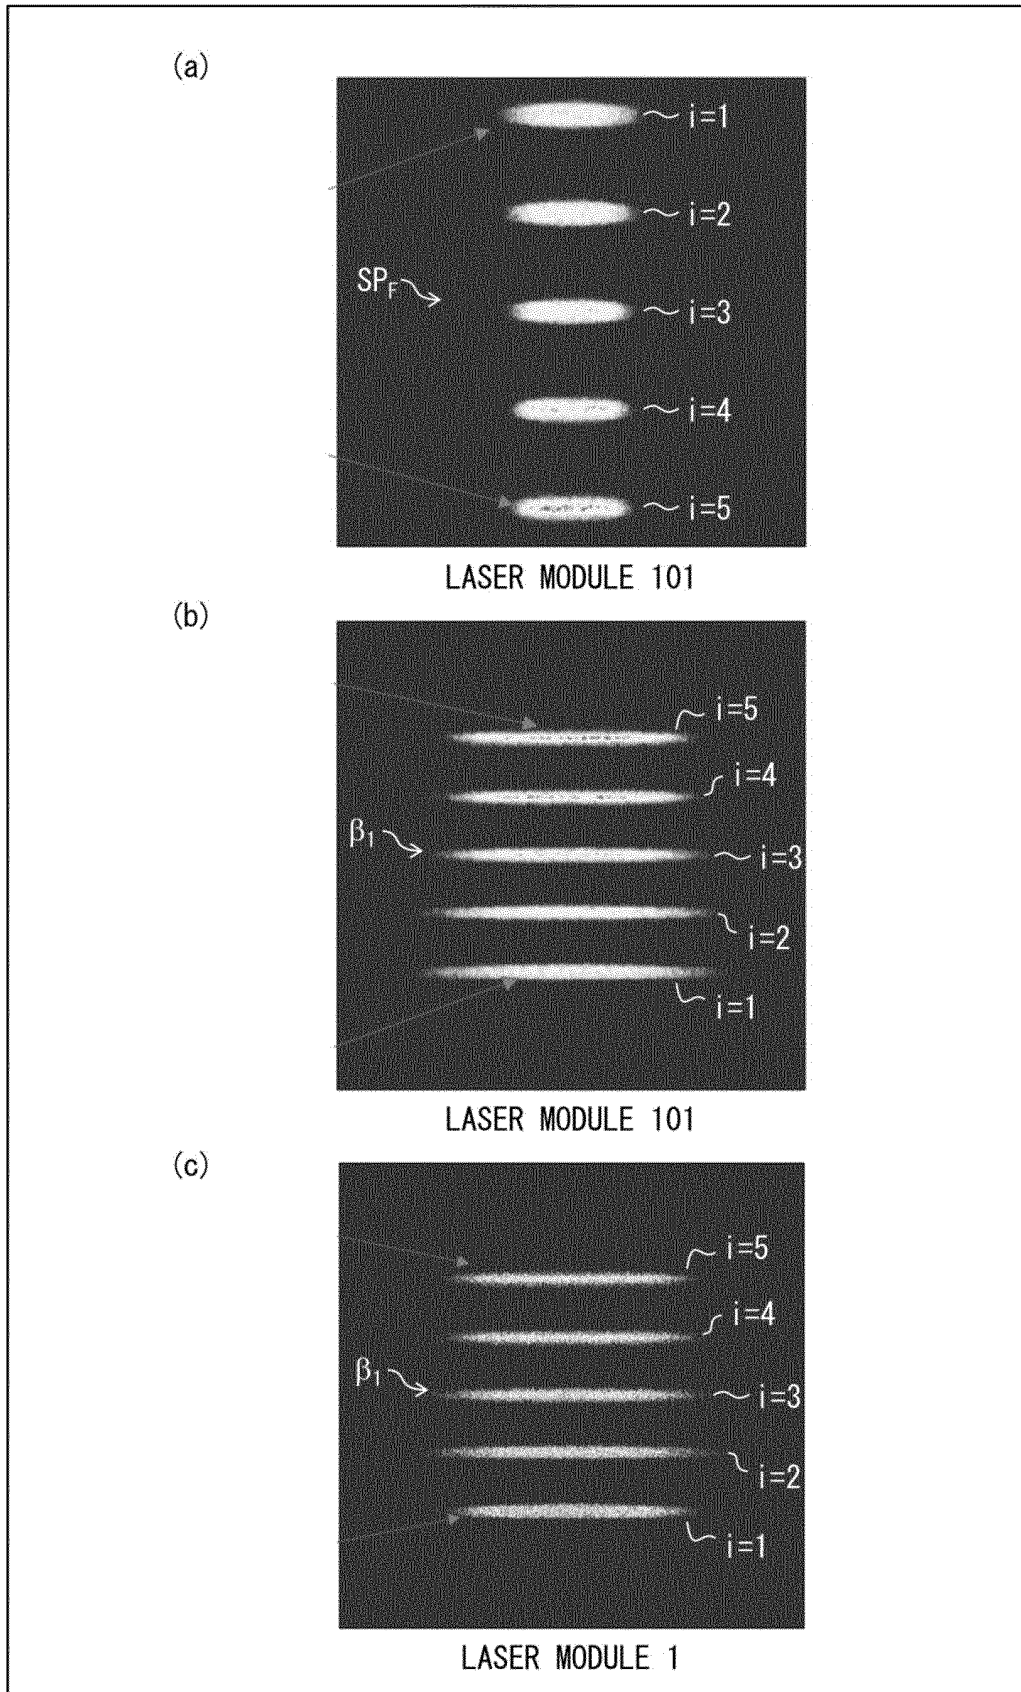 (a)
i=1
i=2
SP_F
i=3
i=4
i=5
LASER MODULE 101
(b)
i=5
i=4
β₁
i=3
i=2
i=1
LASER MODULE 101
(c)
i=5
i=4
β₁
i=3
i=2
i=1
LASER MODULE 1